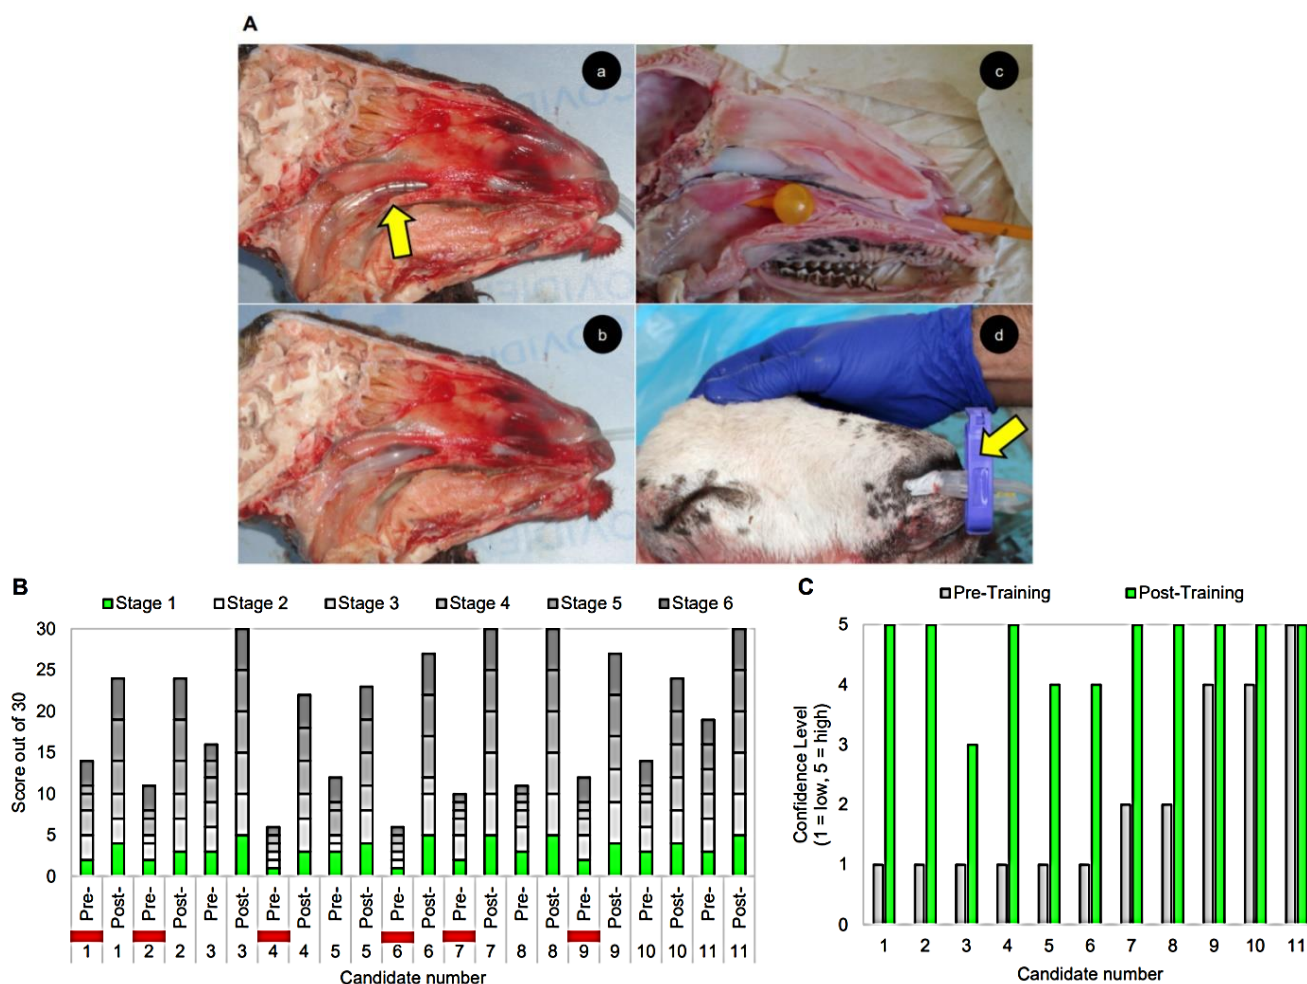 A
a
c
COVIDIEN
COVIDIE
b
d
B
Stage 1 Stage 2 Stage 3 Stage 4 Stage 5 Stage 6
Score out of 30
30
25
20
15
10
5
0
Pre- Post- Pre- Post- Pre- Post- Pre- Post- Pre- Post- Pre- Post- Pre- Post- Pre- Post- Pre- Post- Pre- Post- Pre- Post-
1 1 2 2 3 3 4 4 5 5 6 6 7 7 8 8 9 9 10 10 11 11
Candidate number
C
Pre-Training Post-Training
Confidence Level
(1 = low, 5 = high)
5
4
3
2
1
0
1 2 3 4 5 6 7 8 9 10 11
Candidate number